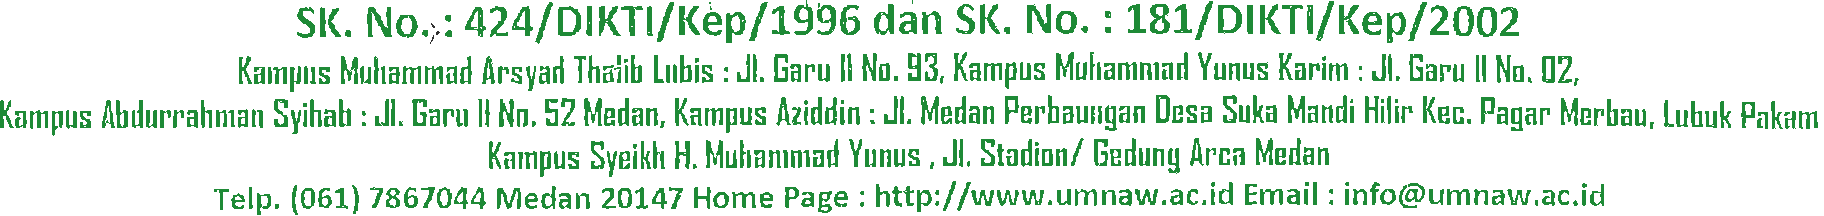 SK. No. : 424/DIKTI/Kep/1996 dan SK. No. : 181/DIKTI/Kep/2002
Kampus Muhammad Arsyad Thalib Lubis : Jl. Garu II No. 93, Kampus Muhammad Yunus Karim : Jl. Garu II No. 02,
Kampus Abdurrahman Syihab : Jl. Garu II No. 52 Medan, Kampus Aziddin : Jl. Medan Perbaungan Desa Suka Mandi Hilir Kec. Pagar Merbau, Lubuk Pakam
Kampus Syeikh H. Muhammad Yunus , Jl. Stadion/ Gedung Arca Medan
Telp. (061) 7867044 Medan 20147 Home Page : http://www.umnaw.ac.id Email : info@umnaw.ac.id